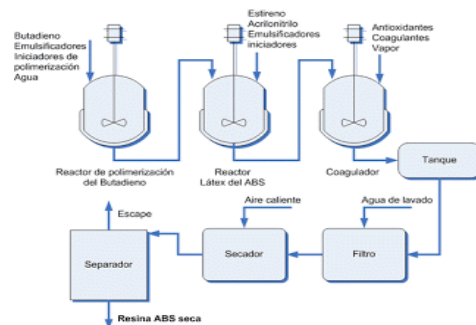 Butadieno
Emulsificadores
Iniciadores de
polimerización
Agua
Estireno
Acrilonitrilo
Emulsificadores
iniciadores
Antioxidantes
Coagulantes
Vapor
Reactor de polimerización
del Butadieno
Reactor
Látex del ABS
Coagulador
Tanque
Escape
Aire caliente
Agua de lavado
Separador
Secador
Filtro
Resina ABS seca